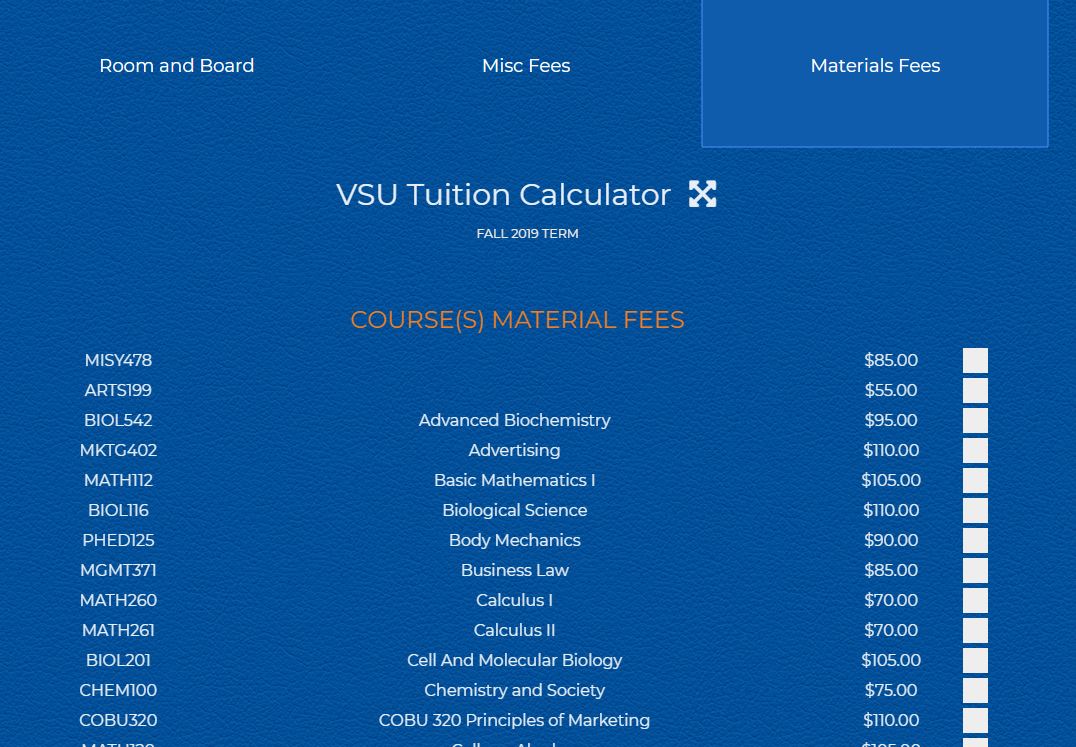 Room and Board Misc Fees Materials Fees
VSU Tuition Calculator
FALL 2019 TERM
COURSE(S) MATERIAL FEES
MISY478 $85.00
ARTS199 $55.00
BIOL542 Advanced Biochemistry $95.00
MKTG402 Advertising $110.00
MATH112 Basic Mathematics I $105.00
BIOL116 Biological Science $110.00
PHED125 Body Mechanics $90.00
MGMT371 Business Law $85.00
MATH260 Calculus I $70.00
MATH261 Calculus II $70.00
BIOL201 Cell And Molecular Biology $105.00
CHEM100 Chemistry and Society $75.00
COBU320 COBU 320 Principles of Marketing $110.00